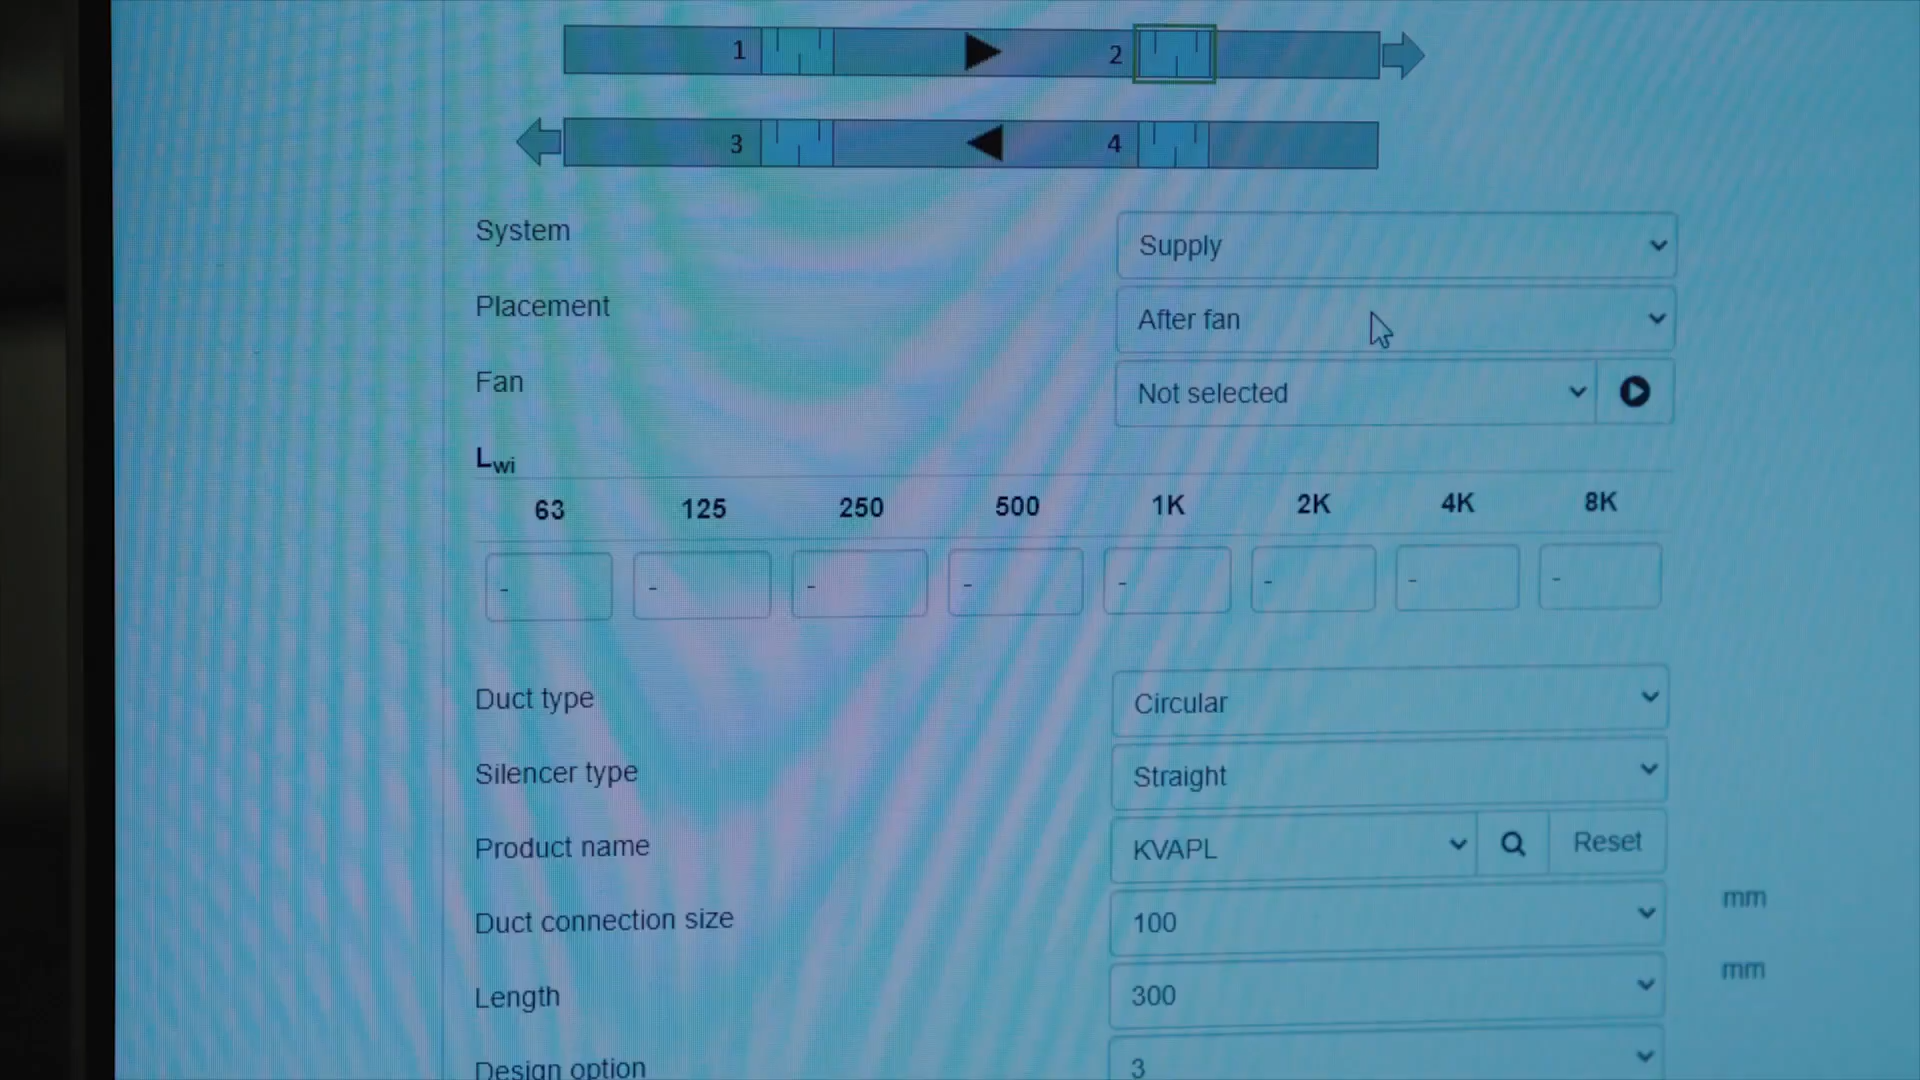 1 2
3 4
System Supply
Placement After fan
Fan Not selected
Lwi
63 125 250 500 1K 2K 4K 8K
- - - - - - - -
Duct type Circular
Silencer type Straight
Product name KVAPL Reset
Duct connection size 100 mm
Length 300 mm
Design option 3